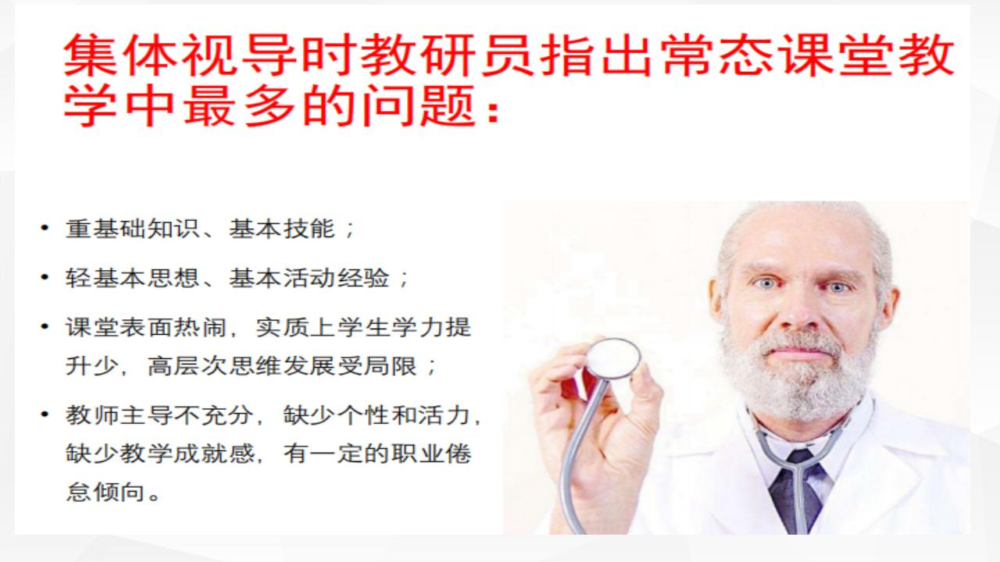 集体视导时教研员指出常态课堂教
学中最多的问题：
• 重基础知识、基本技能；
• 轻基本思想、基本活动经验；
• 课堂表面热闹，实质上学生学力提
升少，高层次思维发展受局限；
• 教师主导不充分，缺少个性和活力，
缺少教学成就感，有一定的职业倦
怠倾向。